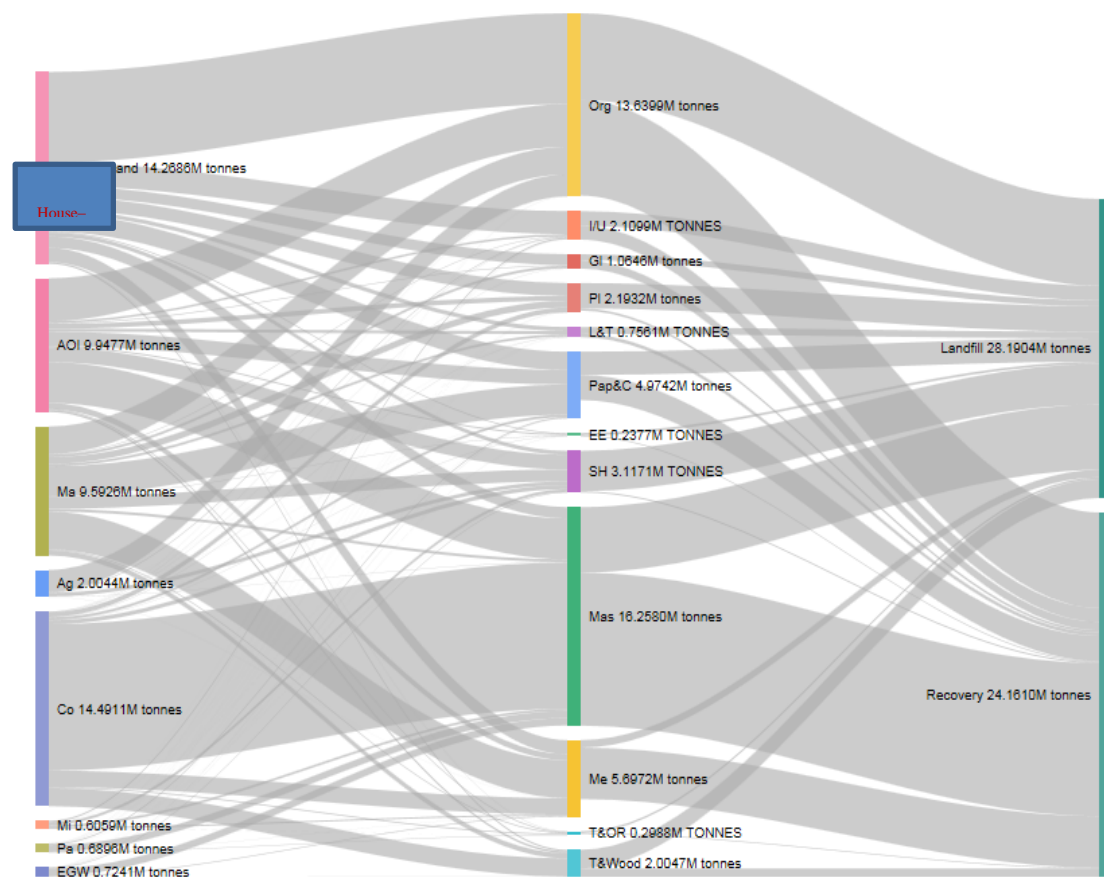 and 14.2686M tonnes
House–
AOI 9.9477M tonnes
Ma 9.5926M tonnes
Ag 2.0044M tonnes
Co 14.4911M tonnes
Mi 0.6059M tonnes
Pa 0.6896M tonnes
EGW 0.7241M tonnes
Org 13.6399M tonnes
I/U 2.1099M TONNES
Gl 1.0646M tonnes
Pl 2.1932M tonnes
L&T 0.7561M TONNES
Pap&C 4.9742M tonnes
EE 0.2377M TONNES
SH 3.1171M TONNES
Mas 16.2580M tonnes
Me 5.6972M tonnes
T&OR 0.2988M TONNES
T&Wood 2.0047M tonnes
Landfill 28.1904M tonnes
Recovery 24.1610M tonnes